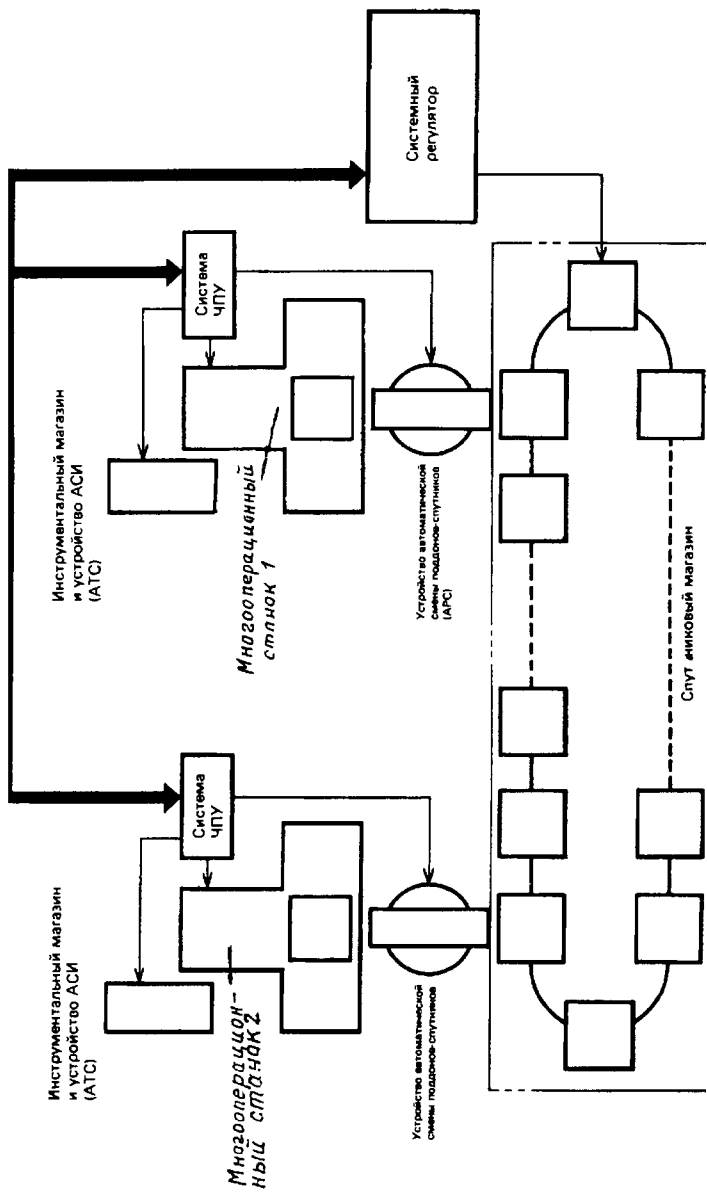 Инструментальный магазин
и устройство АСИ
(АТС)
Система
ЧПУ
Многооперацион-
ный станок 2
Устройство автоматической
смены поддонов-спутников
Инструментальный магазин
и устройство АСИ
(АТС)
Система
ЧПУ
Многооперационный
станок 1
Устройство автоматической
смены поддонов-спутников
(АРС)
Системный
регулятор
Спутниковый магазин